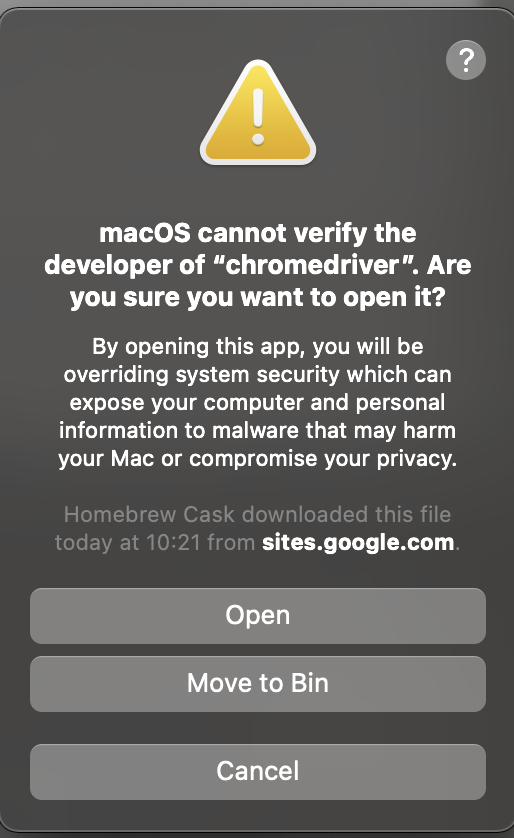 ?
macOS cannot verify the
developer of “chromedriver”. Are
you sure you want to open it?
By opening this app, you will be
overriding system security which can
expose your computer and personal
information to malware that may harm
your Mac or compromise your privacy.
Homebrew Cask downloaded this file
today at 10:21 from sites.google.com.
Open
Move to Bin
Cancel